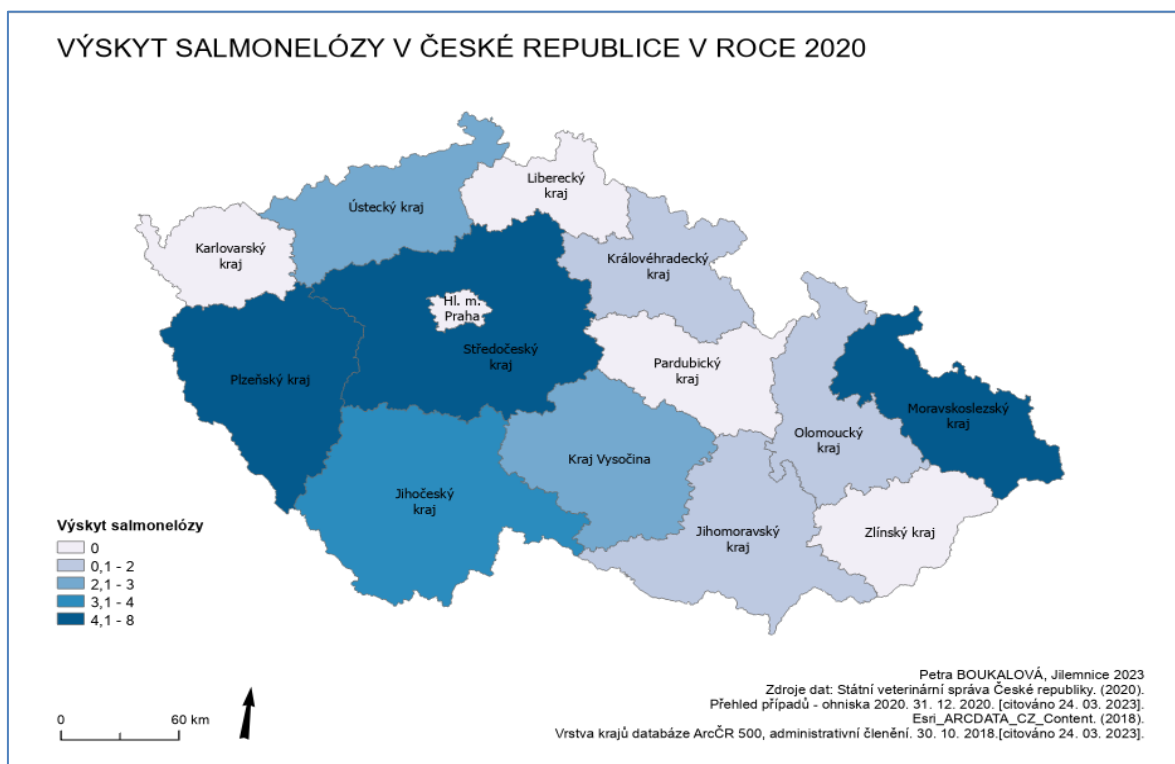 VÝSKYT SALMONELÓZY V ČESKÉ REPUBLICE V ROCE 2020
Liberecký
kraj
Ústecký kraj
Karlovarský
kraj
Královéhradecký
kraj
Hl. m.
Praha
Středočeský
kraj
Pardubický
kraj
Plzeňský kraj
Moravskoslezský
kraj
Olomoucký
kraj
Kraj Vysočina
Jihočeský
kraj
Jihomoravský
kraj
Zlínský kraj
Výskyt salmonelózy
0
0,1 - 2
2,1 - 3
3,1 - 4
4,1 - 8
0 60 km
Petra BOUKALOVÁ, Jilemnice 2023
Zdroje dat: Státní veterinární správa České republiky. (2020).
Přehled případů - ohniska 2020. 31. 12. 2020. [citováno 24. 03. 2023].
Esri_ARCDATA_CZ_Content. (2018).
Vrstva krajů databáze ArcČR 500, administrativní členění. 30. 10. 2018.[citováno 24. 03. 2023].